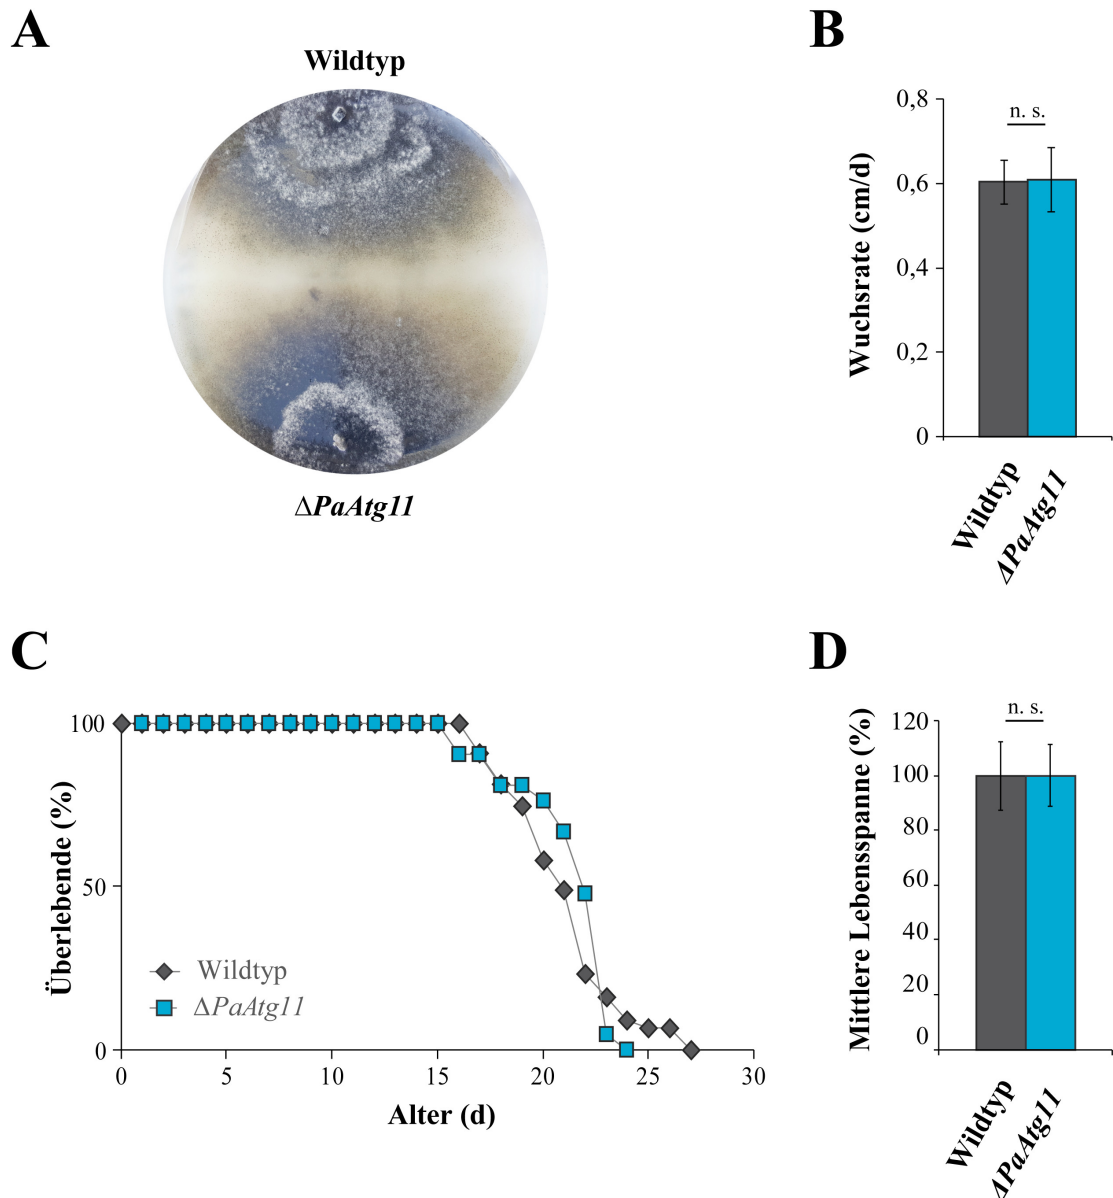 A
Wildtyp
ΔPaAtg11
B
0,8
0,6
0,4
0,2
0
Wuchsrate (cm/d)
n. s.
Wildtyp
ΔPaAtg11
C
100
50
0
Überlebende (%)
Wildtyp
ΔPaAtg11
0 5 10 15 20 25 30
Alter (d)
D
120
100
80
60
40
20
0
Mittlere Lebensspanne (%)
n. s.
Wildtyp
ΔPaAtg11